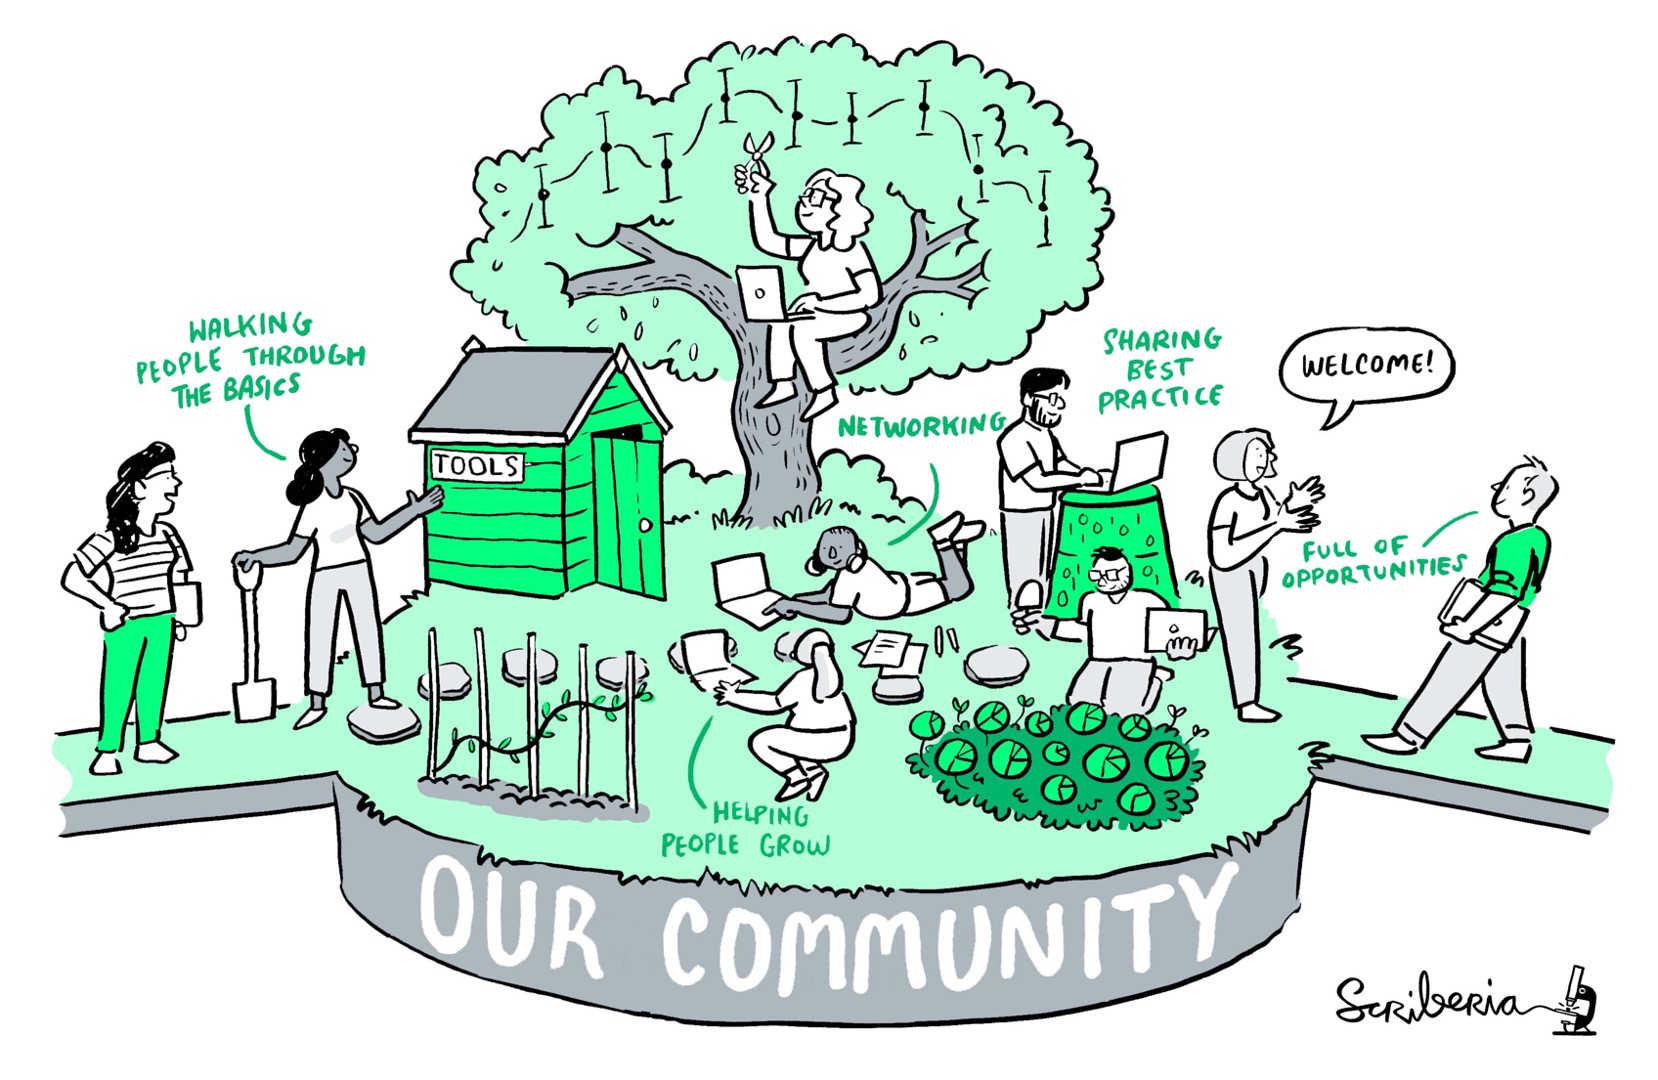 WALKING
PEOPLE THROUGH
THE BASICS
TOOLS
NETWORKING
SHARING
BEST
PRACTICE
WELCOME!
FULL OF
OPPORTUNITIES
HELPING
PEOPLE GROW
OUR COMMUNITY
Scriberia